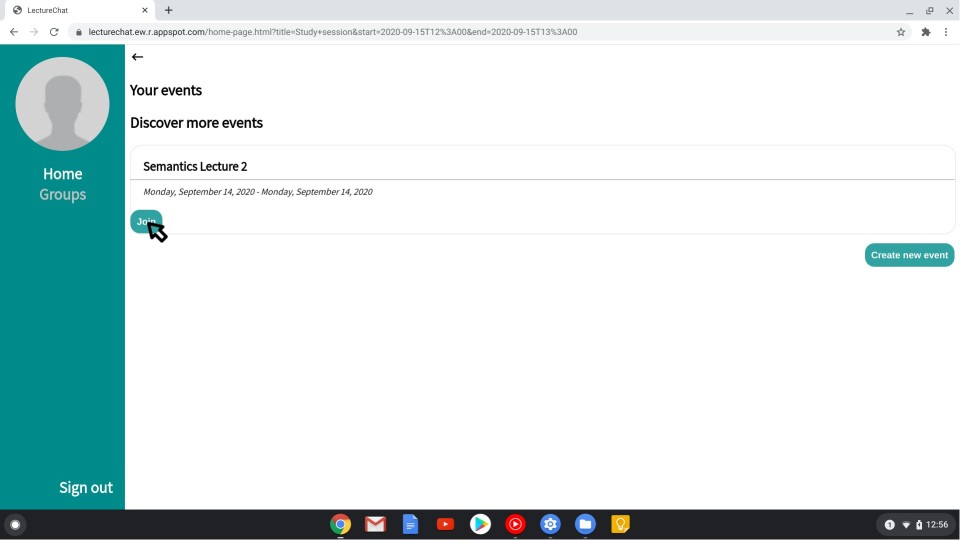 LectureChat
lecturechat.ew.r.appspot.com/home-page.html?title=Study+session&start=2020-09-15T12%3A00&end=2020-09-15T13%3A00
Your events
Discover more events
Semantics Lecture 2
Monday, September 14, 2020 - Monday, September 14, 2020
Join
Create new event
Home
Groups
Sign out
1
12:56